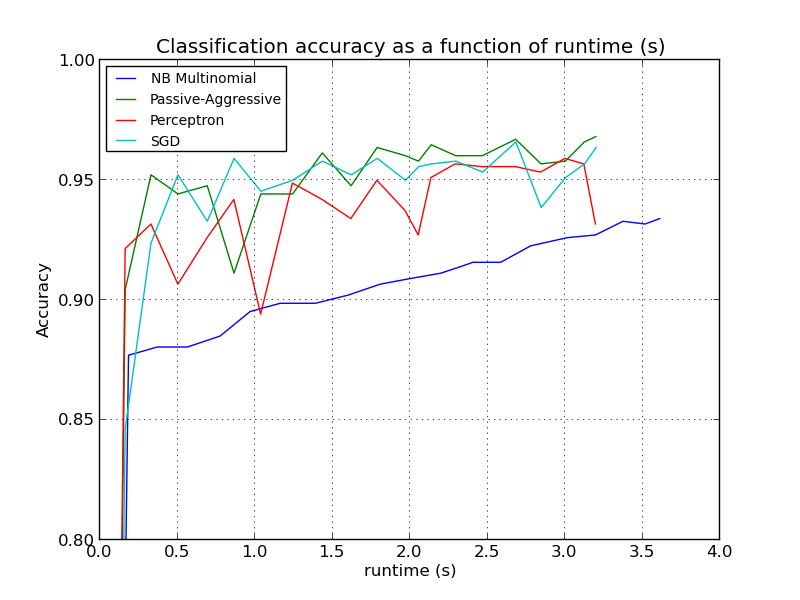 Classification accuracy as a function of runtime (s)
1.00
NB Multinomial
Passive-Aggressive
Perceptron
SGD
0.95
0.90
0.85
0.80
Accuracy
0.0 0.5 1.0 1.5 2.0 2.5 3.0 3.5 4.0
runtime (s)